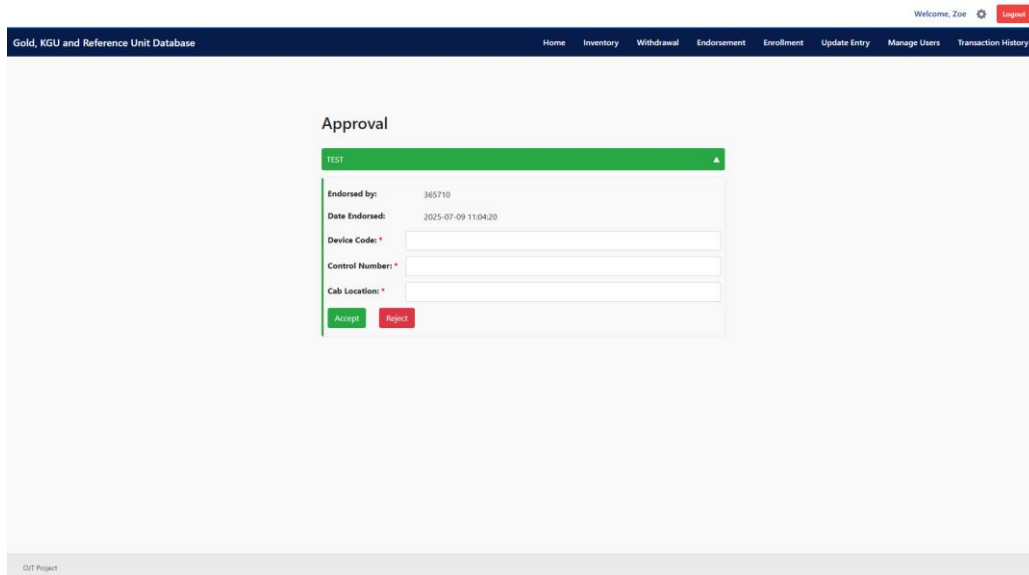 Welcome, Zoe Logout
Gold, KGU and Reference Unit Database Home Inventory Withdrawal Endorsement Enrollment Update Entry Manage Users Transaction History
Approval
TEST
Endorsed by: 365710
Date Endorsed: 2025-07-09 11:04:20
Device Code: *
Control Number: *
Cab Location: *
Accept Reject
OJT Project